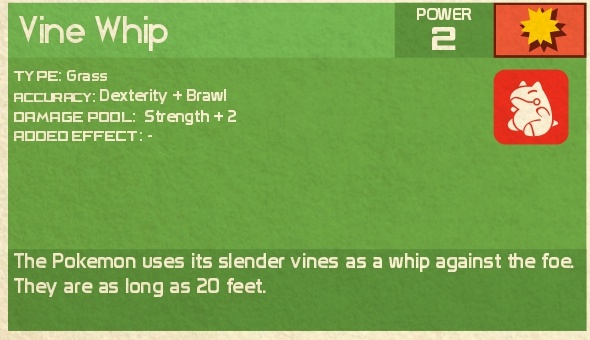 Vine Whip
POWER
2
TYPE: Grass
ACCURACY: Dexterity + Brawl
DAMAGE POOL: Strength + 2
ADDED EFFECT: -
The Pokemon uses its slender vines as a whip against the foe.
They are as long as 20 feet.